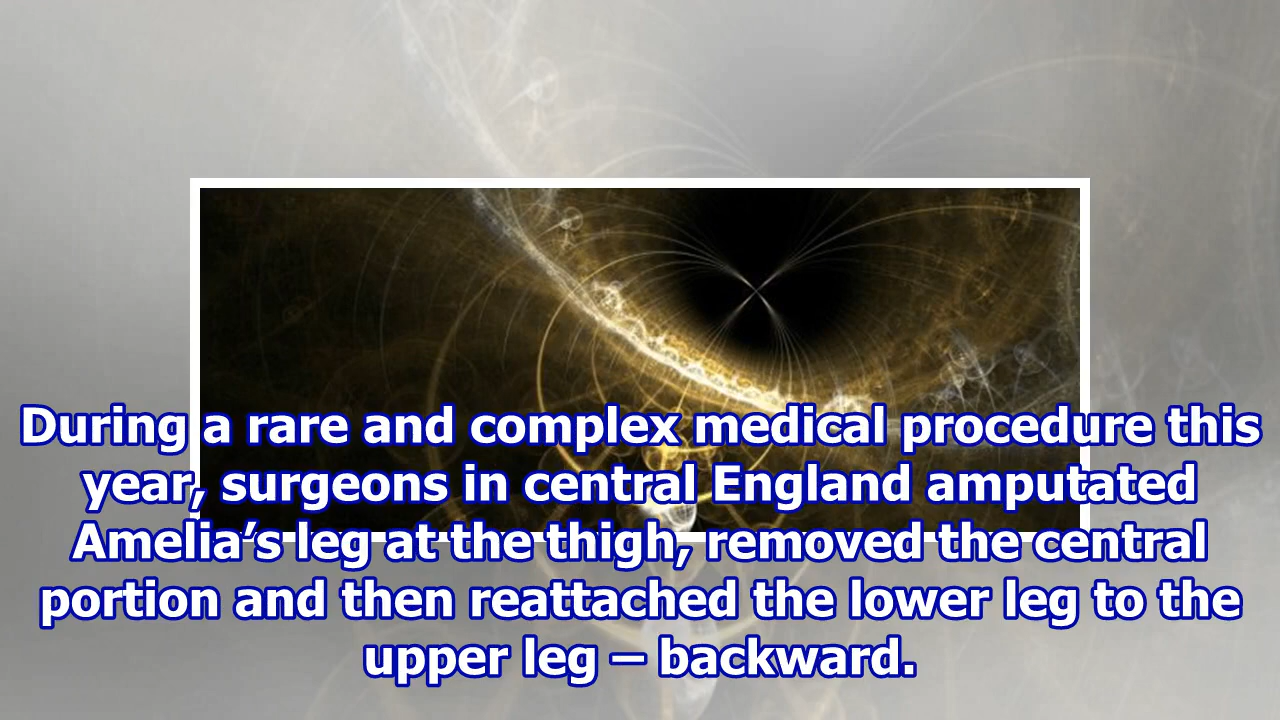 During a rare and complex medical procedure this
year, surgeons in central England amputated
Amelia’s leg at the thigh, removed the central
portion and then reattached the lower leg to the
upper leg – backward.